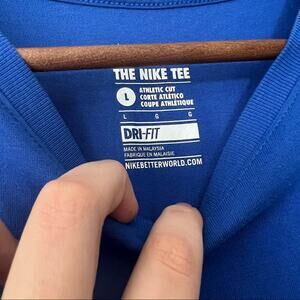 THE NIKE TEE
L
ATHLETIC CUT
CORTE ATLÉTICO
COUPE ATHLÉTIQUE
L G G
DRI-FIT
MADE IN MALAYSIA
FABRIQUÉ EN MALAISIE
NIKEBETTERWORLD.COM